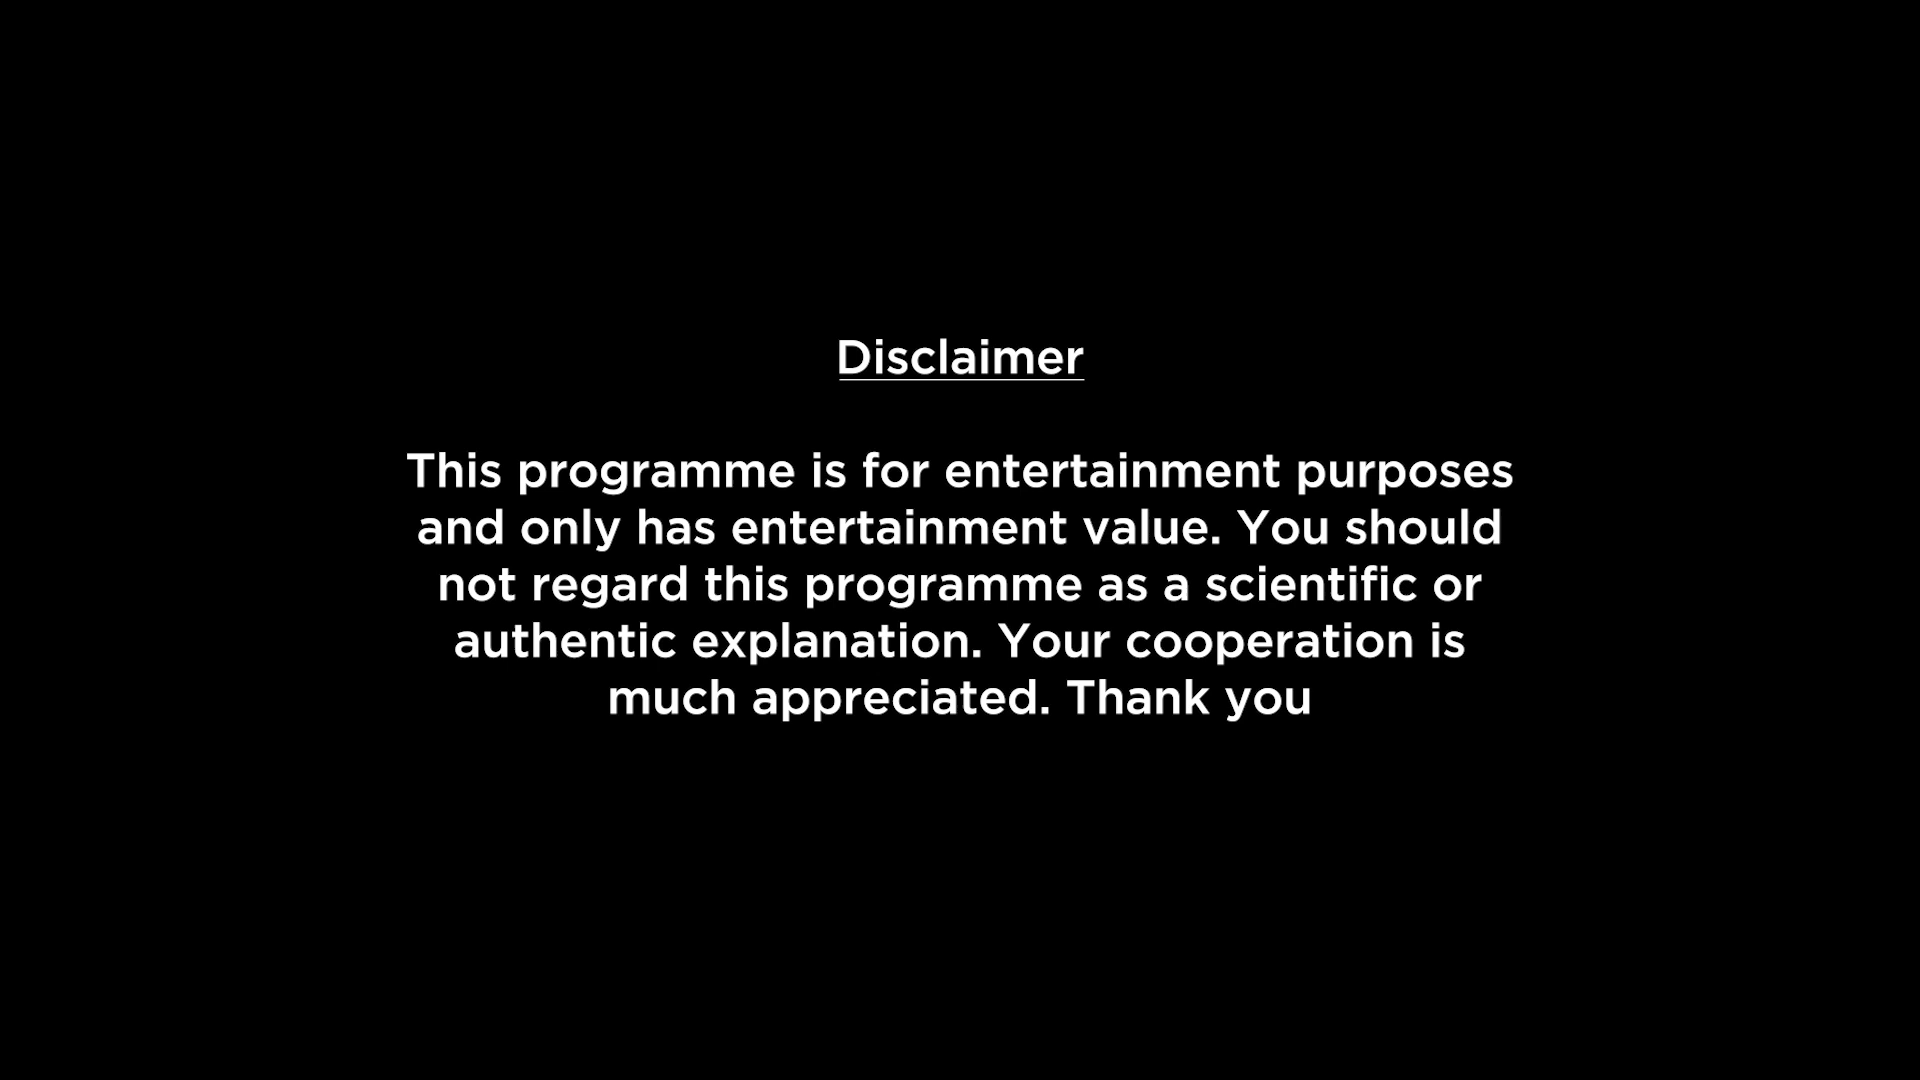 Disclaimer
This programme is for entertainment purposes
and only has entertainment value. You should
not regard this programme as a scientific or
authentic explanation. Your cooperation is
much appreciated. Thank you